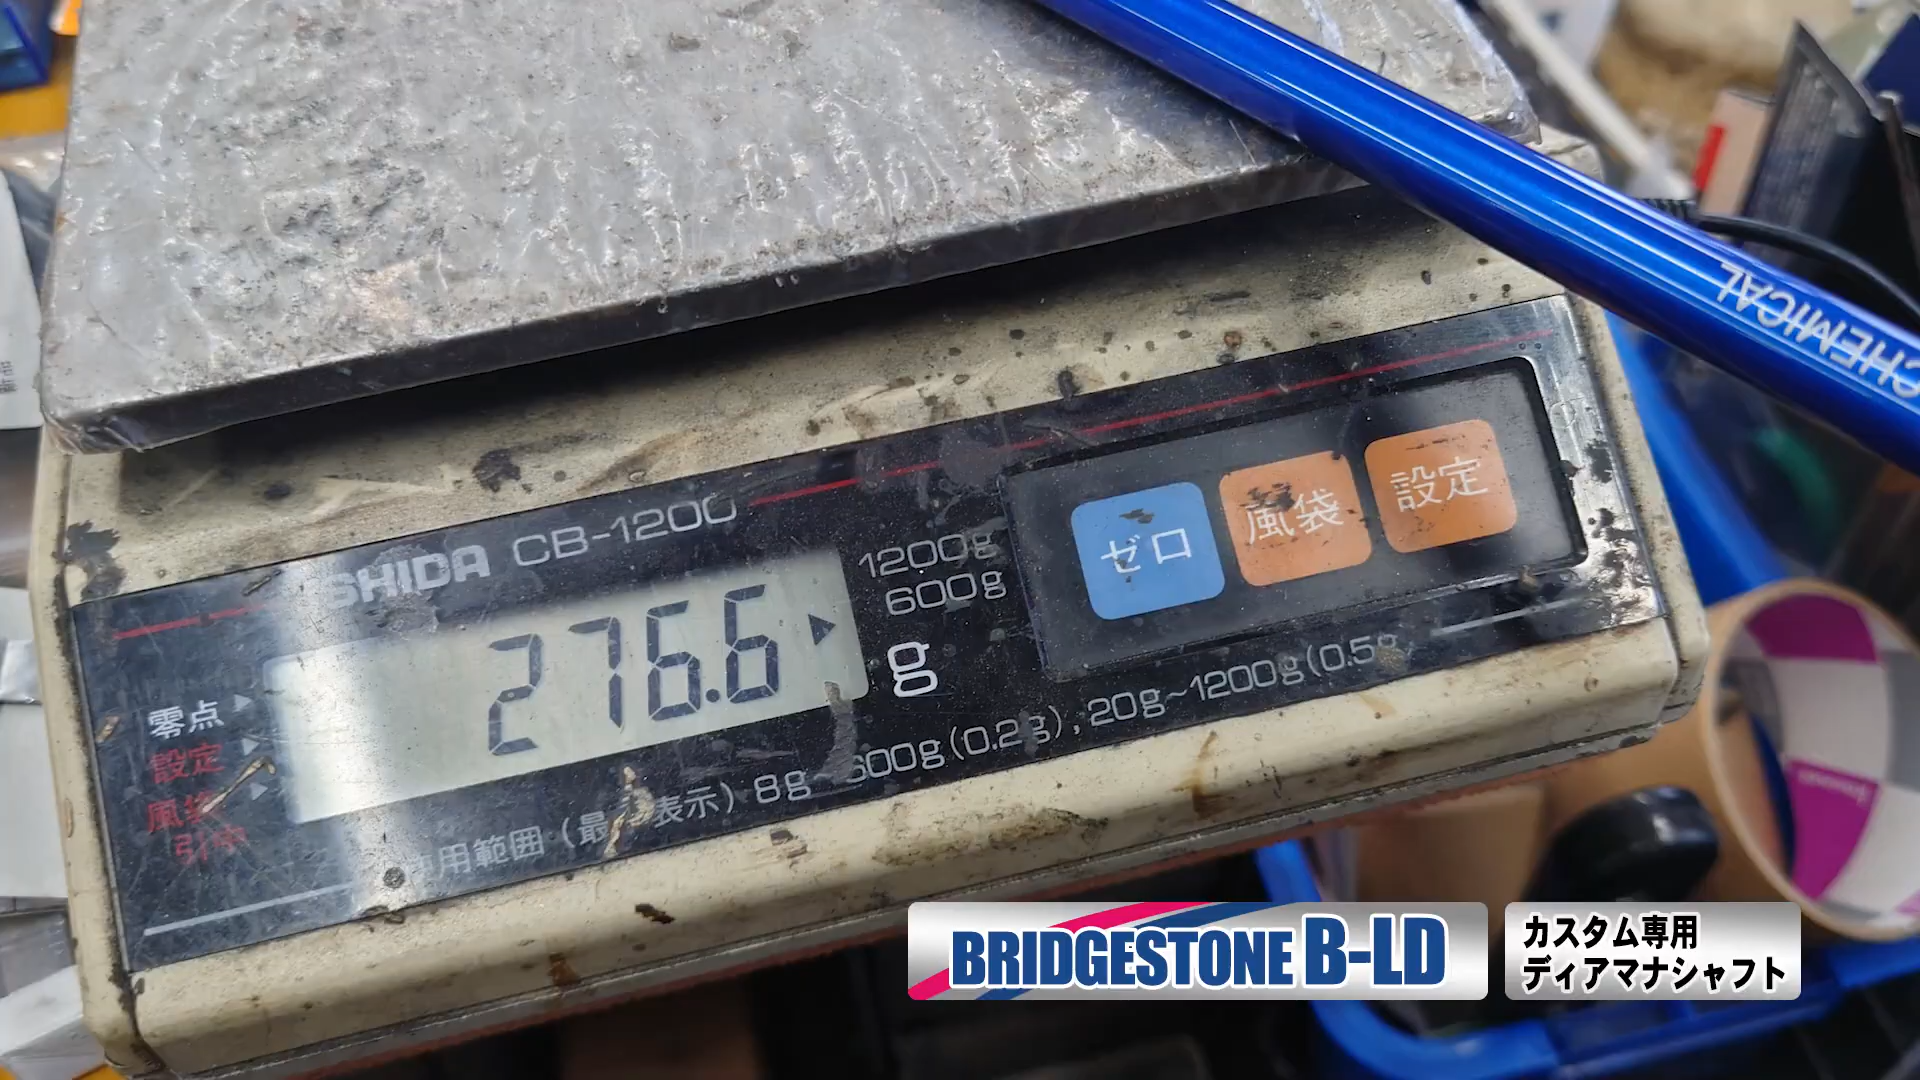 CHEMICAL
SHIDA CB-1200
1200g
600g
276.6
g
ゼロ
風袋
設定
零点
設定
風袋
引中
使用範囲(最小表示) 8g~600g(0.2g), 20g~1200g(0.5g
BRIDGESTONE B-LD
カスタム専用
ディアマナシャフト